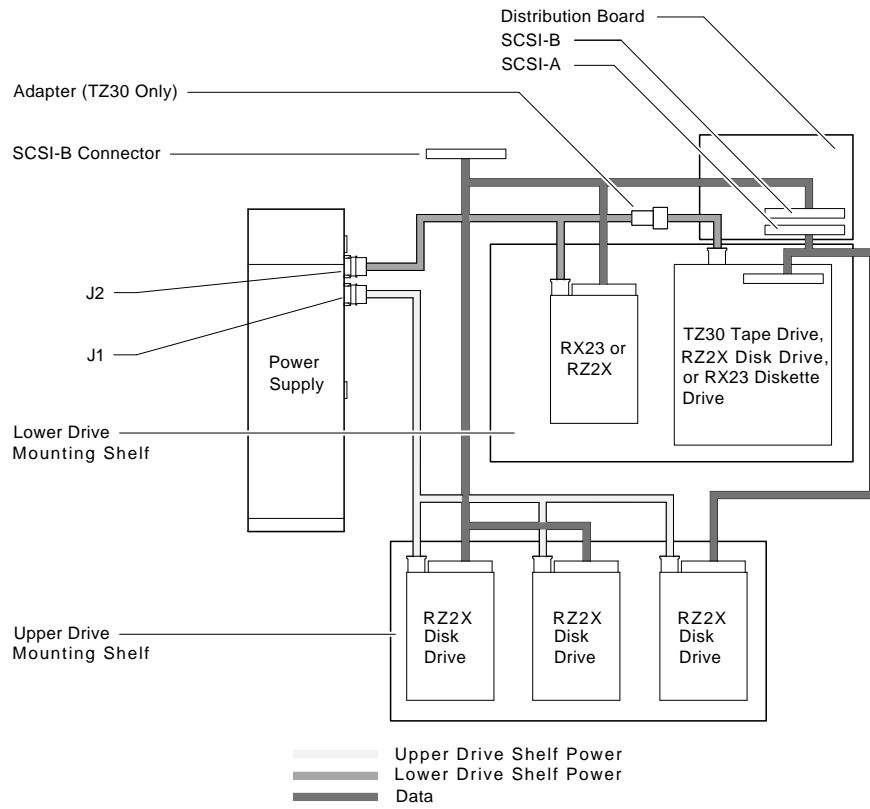 Distribution Board
SCSI-B
SCSI-A
Adapter (TZ30 Only)
SCSI-B Connector
J2
J1
Power
Supply
RX23 or
RZ2X
TZ30 Tape Drive,
RZ2X Disk Drive,
or RX23 Diskette
Drive
Lower Drive
Mounting Shelf
Upper Drive
Mounting Shelf
RZ2X
Disk
Drive
RZ2X
Disk
Drive
RZ2X
Disk
Drive
Upper Drive Shelf Power
Lower Drive Shelf Power
Data